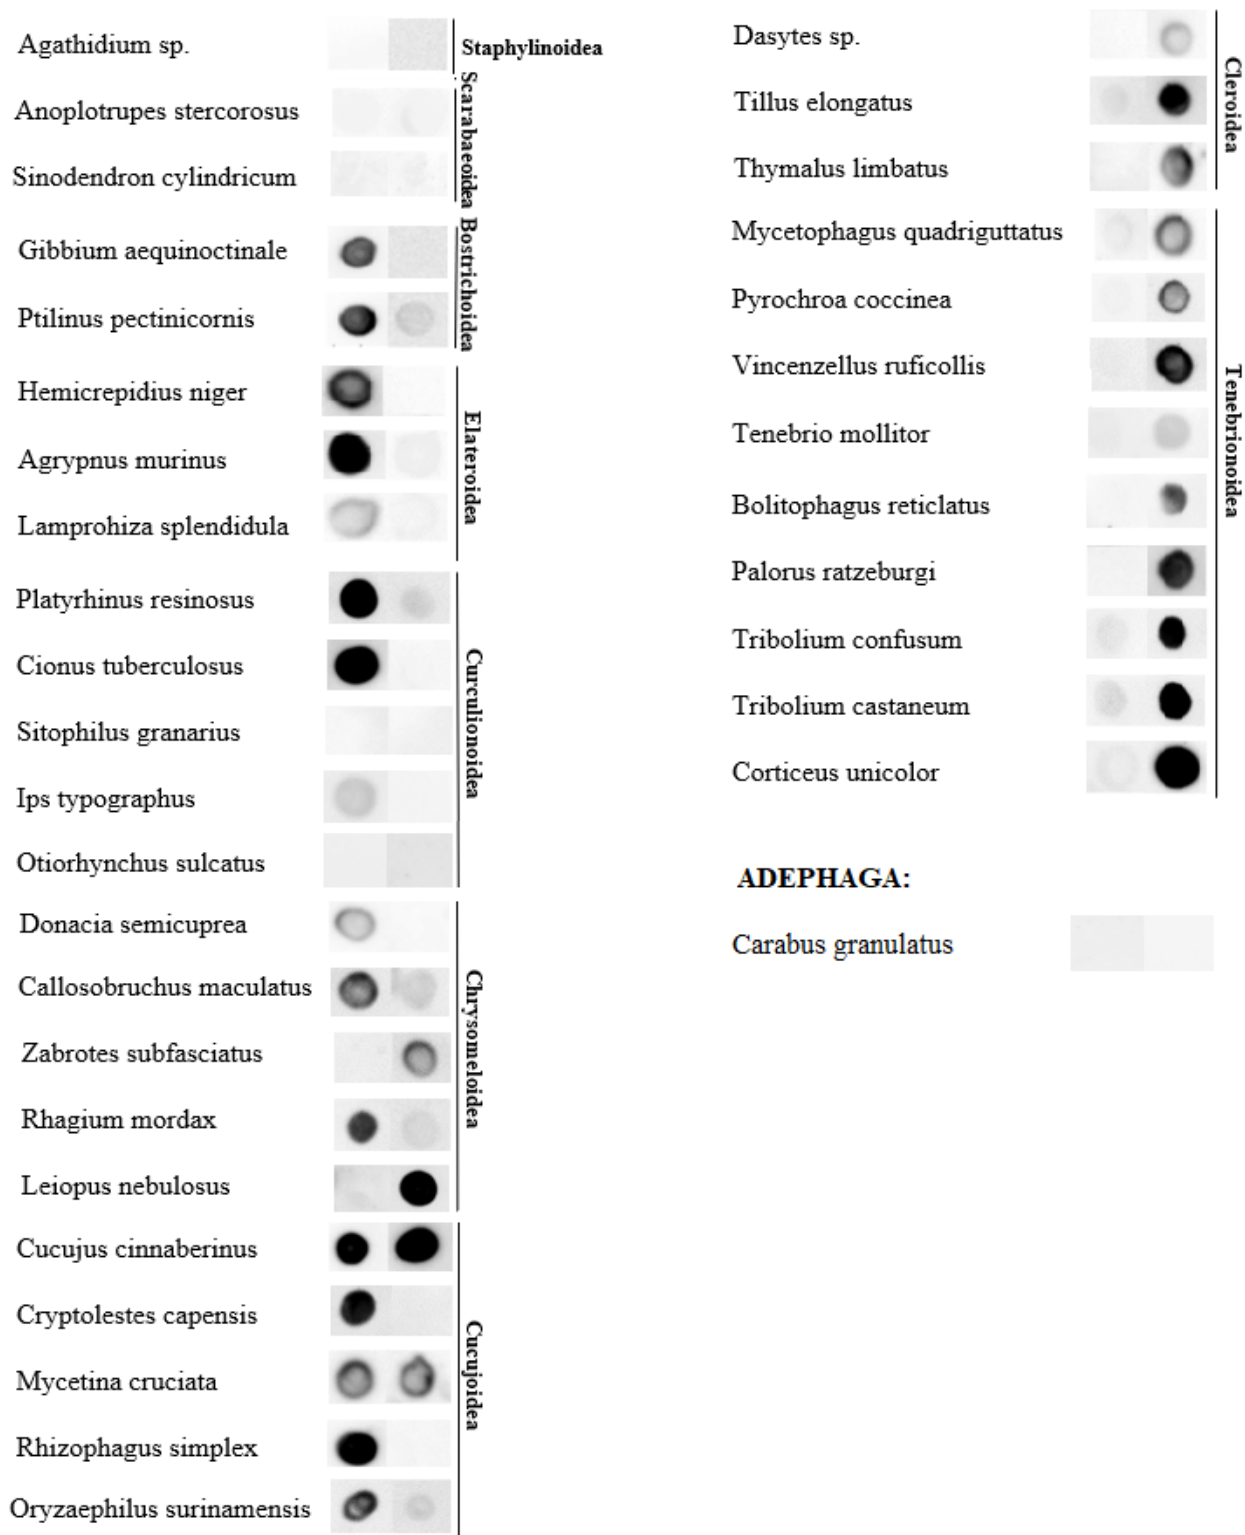 Agathidium sp.
Staphylinoidea
Anoplotrupes stercorosus
Sinodendron cylindricum
Scarabaeoidea
Gibbium aequinoctinale
Ptilinus pectinicornis
Bostrichoidea
Hemicrepidius niger
Agrypnus murinus
Lamprohiza splendidula
Elateroidea
Platyrhinus resinosus
Cionus tuberculosus
Sitophilus granarius
Ips typographus
Otiorhynchus sulcatus
Curculionoidea
Donacia semicuprea
Callosobruchus maculatus
Zabrotes subfasciatus
Rhagium mordax
Leiopus nebulosus
Chrysomeloidea
Cucujus cinnaberinus
Cryptolestes capensis
Mycetina cruciata
Rhizophagus simplex
Oryzaephilus surinamensis
Cucujoidea
Dasytes sp.
Tillus elongatus
Thymalus limbatus
Cleroidea
Mycetophagus quadriguttatus
Pyrochroa coccinea
Vincenzellus ruficollis
Tenebrio mollitor
Bolitophagus reticlatus
Palorus ratzeburgi
Tribolium confusum
Tribolium castaneum
Corticeus unicolor
Tenebrionoidea
ADEPHAGA:
Carabus granulatus